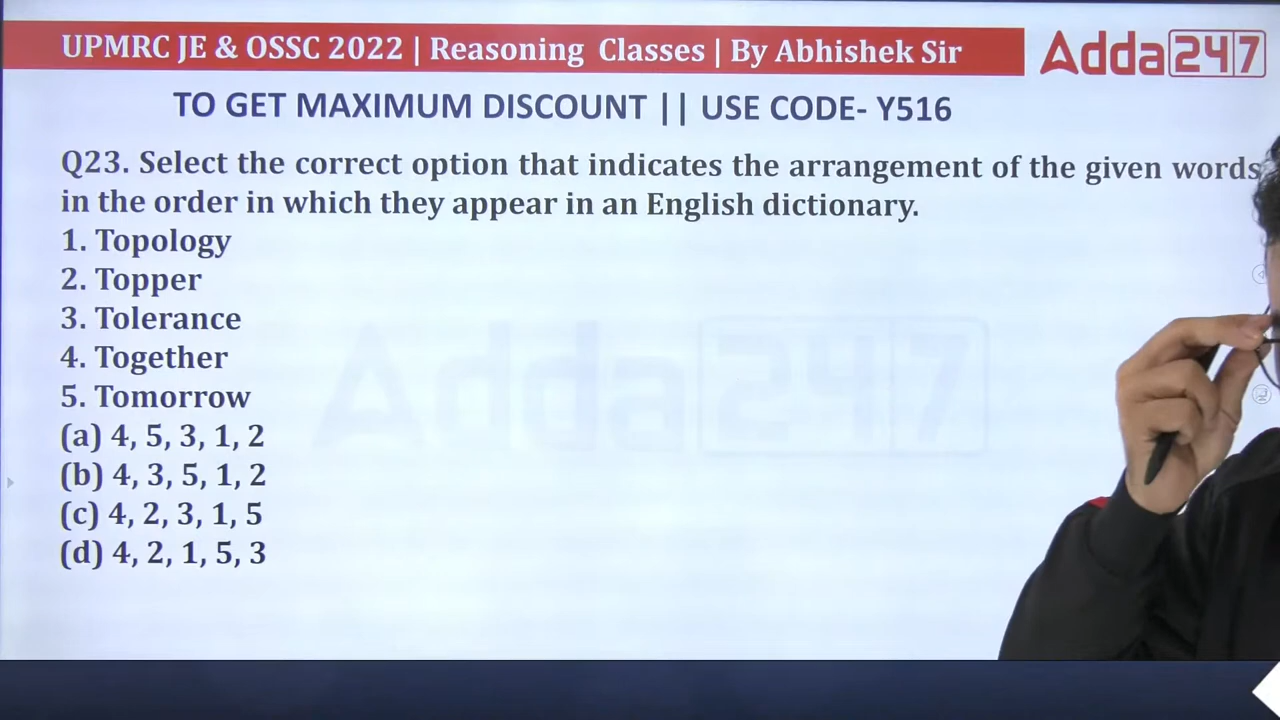 UPMRC JE & OSSC 2022 | Reasoning Classes | By Abhishek Sir
Adda247
TO GET MAXIMUM DISCOUNT || USE CODE- Y516
Q23. Select the correct option that indicates the arrangement of the given words
in the order in which they appear in an English dictionary.
1. Topology
2. Topper
3. Tolerance
4. Together
5. Tomorrow
(a) 4, 5, 3, 1, 2
(b) 4, 3, 5, 1, 2
(c) 4, 2, 3, 1, 5
(d) 4, 2, 1, 5, 3
Adda247